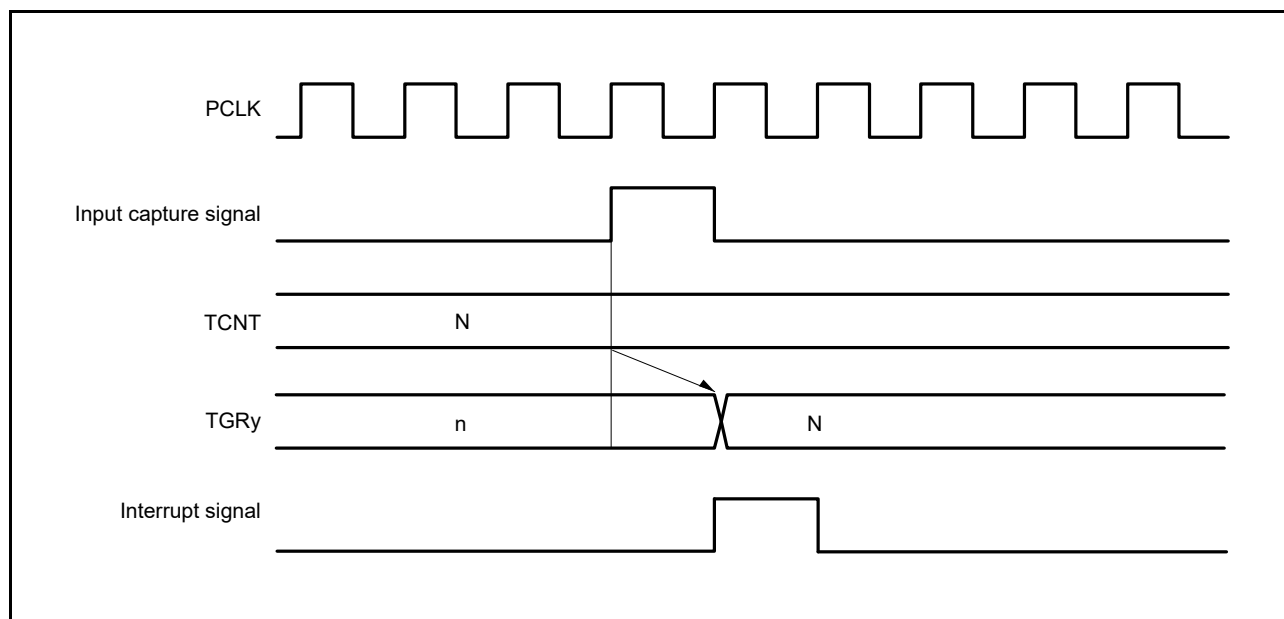 PCLK
Input capture signal
TCNT
N
TGRy
n
N
Interrupt signal